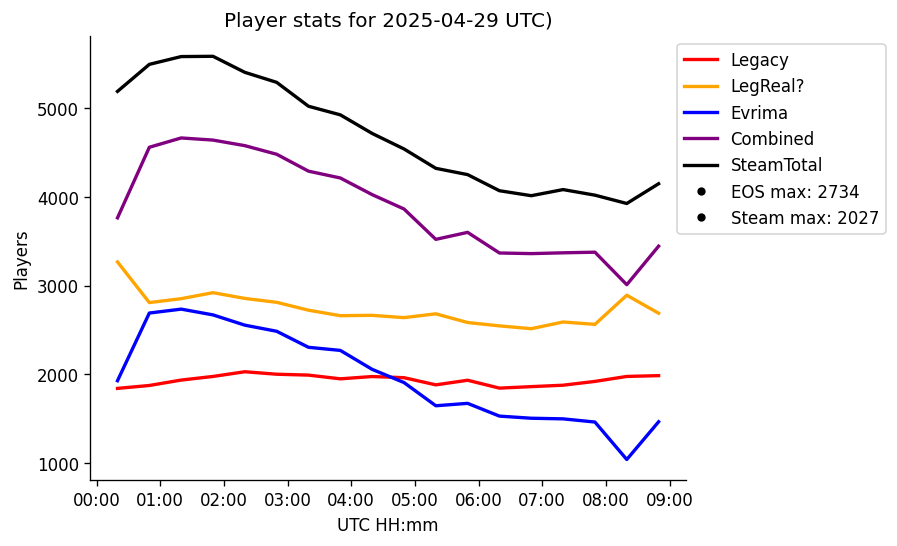 Player stats for 2025-04-29 UTC)
Legacy
LegReal?
Evrima
Combined
SteamTotal
EOS max: 2734
Steam max: 2027
Players
5000
4000
3000
2000
1000
00:00 01:00 02:00 03:00 04:00 05:00 06:00 07:00 08:00 09:00
UTC HH:mm